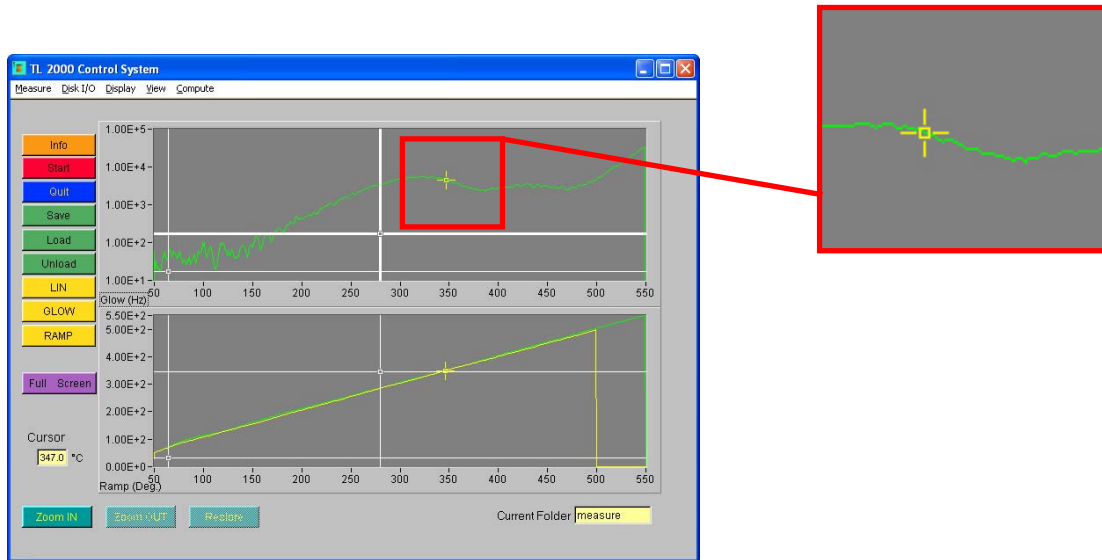 TL 2000 Control System
Measure Disk I/O Display View Compute
Info
Start
Quit
Save
Load
Unload
LIN
GLOW
RAMP
Full Screen
Cursor
347.0 °C
1.00E+5
1.00E+4
1.00E+3
1.00E+2
1.00E+1
50 100 150 200 250 300 350 400 450 500 550
Glow (Hz)
5.50E+2
5.00E+2
4.00E+2
3.00E+2
2.00E+2
1.00E+2
0.00E+0
50 100 150 200 250 300 350 400 450 500 550
Ramp (Deg.)
Zoom IN Zoom OUT Restore Current Folder measure